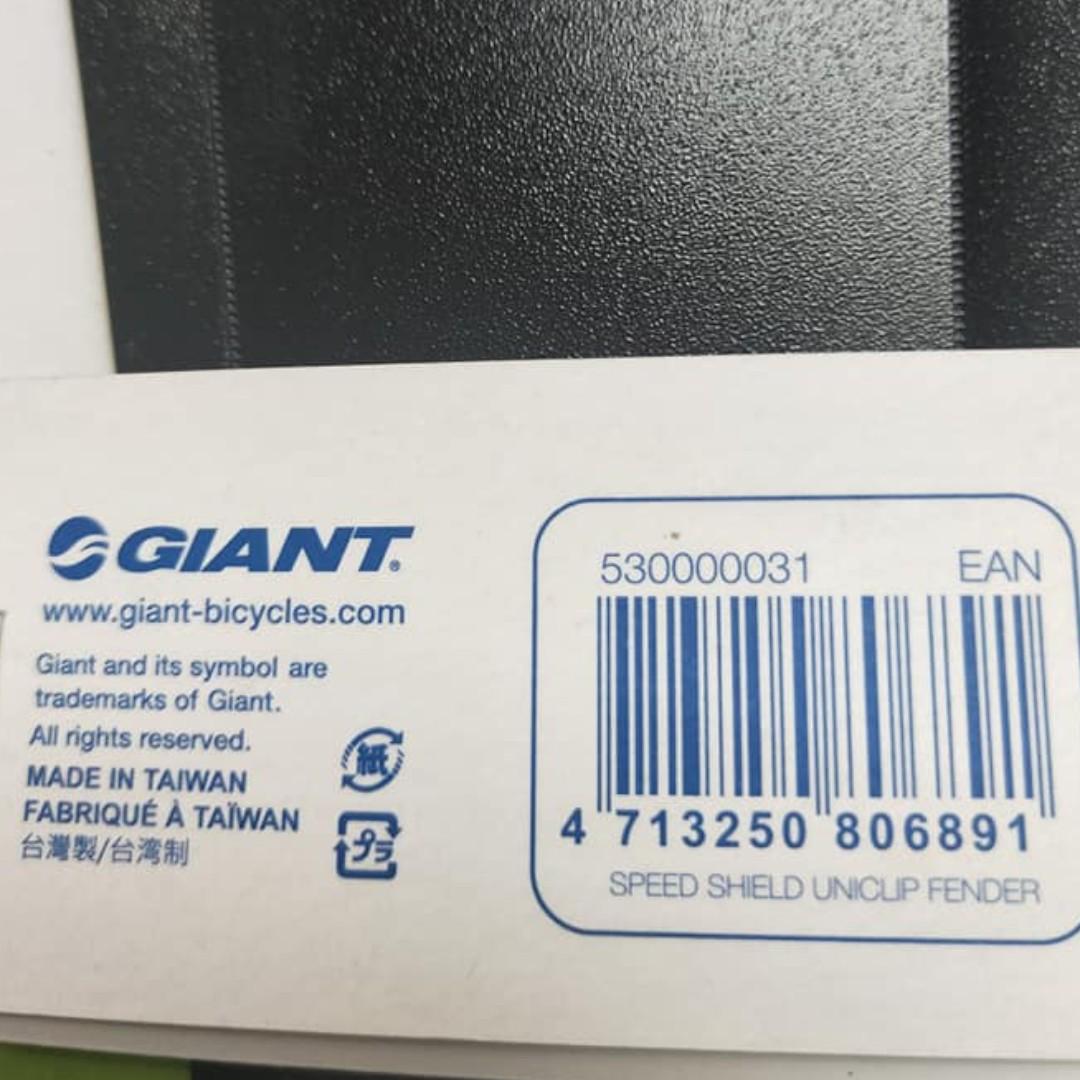 GIANT®
www.giant-bicycles.com
Giant and its symbol are
trademarks of Giant.
All rights reserved.
MADE IN TAIWAN
FABRIQUÉ À TAÏWAN
台灣製/台湾制
紙
プラ
530000031 EAN
4 713250 806891
SPEED SHIELD UNICLIP FENDER